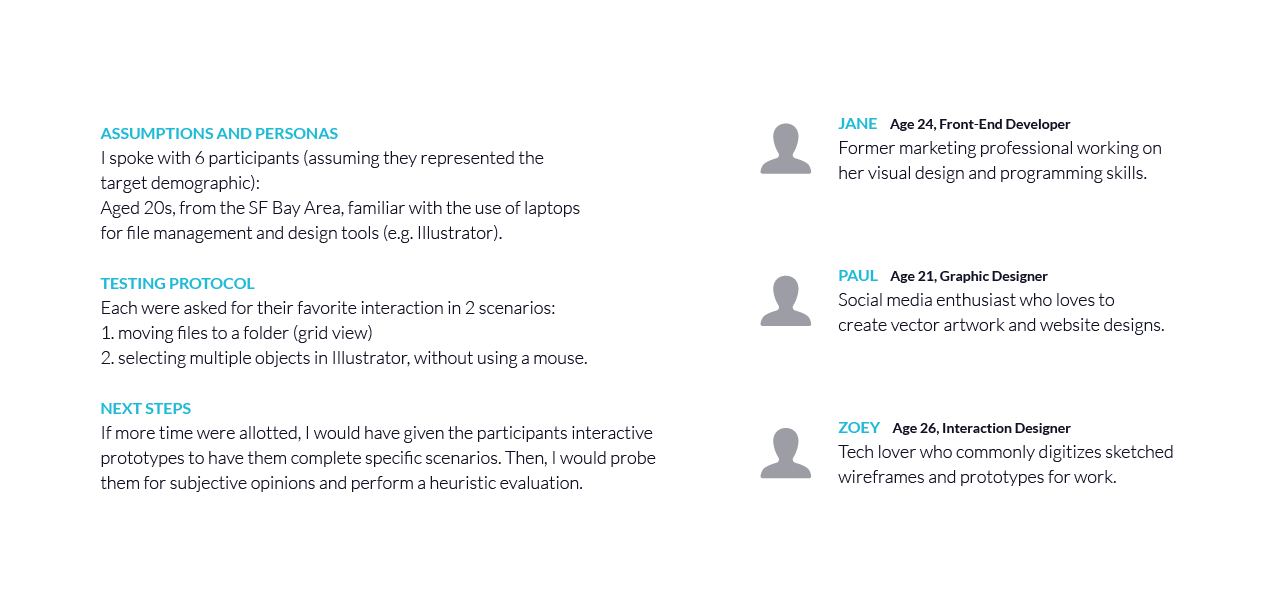 ASSUMPTIONS AND PERSONAS
I spoke with 6 participants (assuming they represented the
target demographic):
Aged 20s, from the SF Bay Area, familiar with the use of laptops
for file management and design tools (e.g. Illustrator).
TESTING PROTOCOL
Each were asked for their favorite interaction in 2 scenarios:
1. moving files to a folder (grid view)
2. selecting multiple objects in Illustrator, without using a mouse.
NEXT STEPS
If more time were allotted, I would have given the participants interactive
prototypes to have them complete specific scenarios. Then, I would probe
them for subjective opinions and perform a heuristic evaluation.
JANE Age 24, Front-End Developer
Former marketing professional working on
her visual design and programming skills.
PAUL Age 21, Graphic Designer
Social media enthusiast who loves to
create vector artwork and website designs.
ZOEY Age 26, Interaction Designer
Tech lover who commonly digitizes sketched
wireframes and prototypes for work.